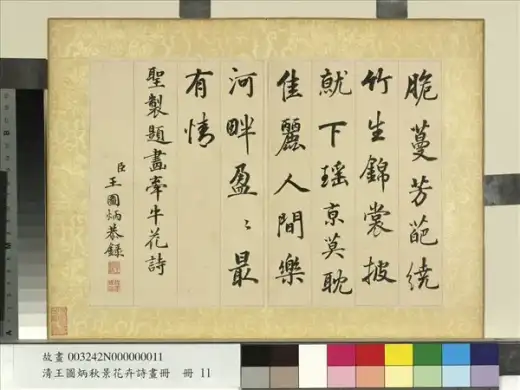 脆蔓芳葩繞
竹生錦裳披
就下瑤京莫耽
佳麗人間樂
河畔盈〻最
有情
聖製題畫牽牛花詩
臣王圖炳恭錄
故畫 003242N000000011
清王圖炳秋景花卉詩畫冊 冊 11